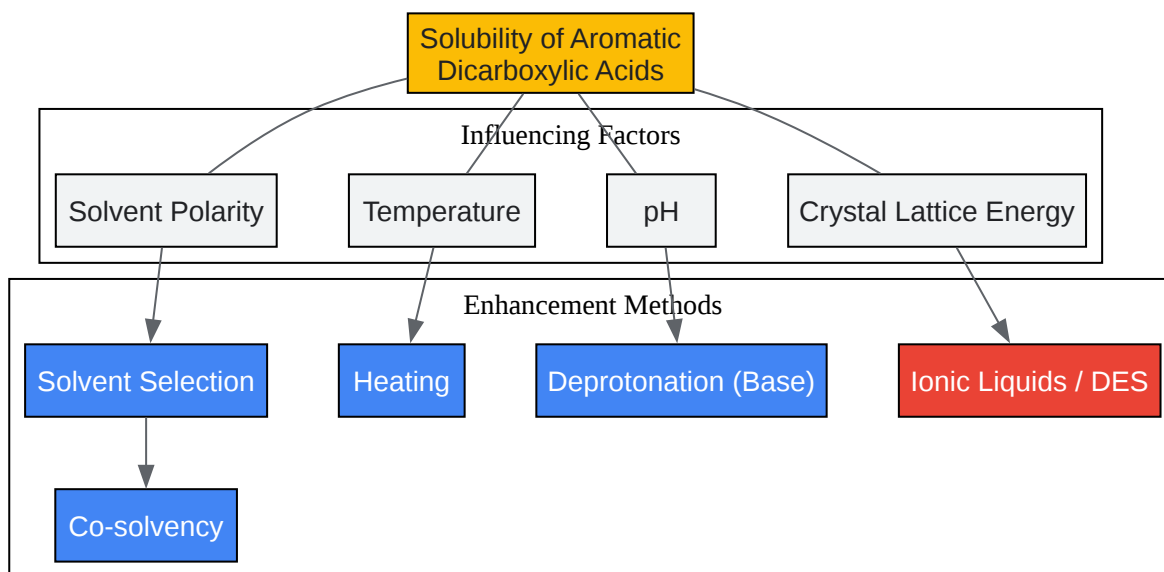 Solubility of Aromatic
Dicarboxylic Acids
Influencing Factors
Solvent Polarity
Temperature
pH
Crystal Lattice Energy
Enhancement Methods
Solvent Selection
Heating
Deprotonation (Base)
Ionic Liquids / DES
Co-solvency